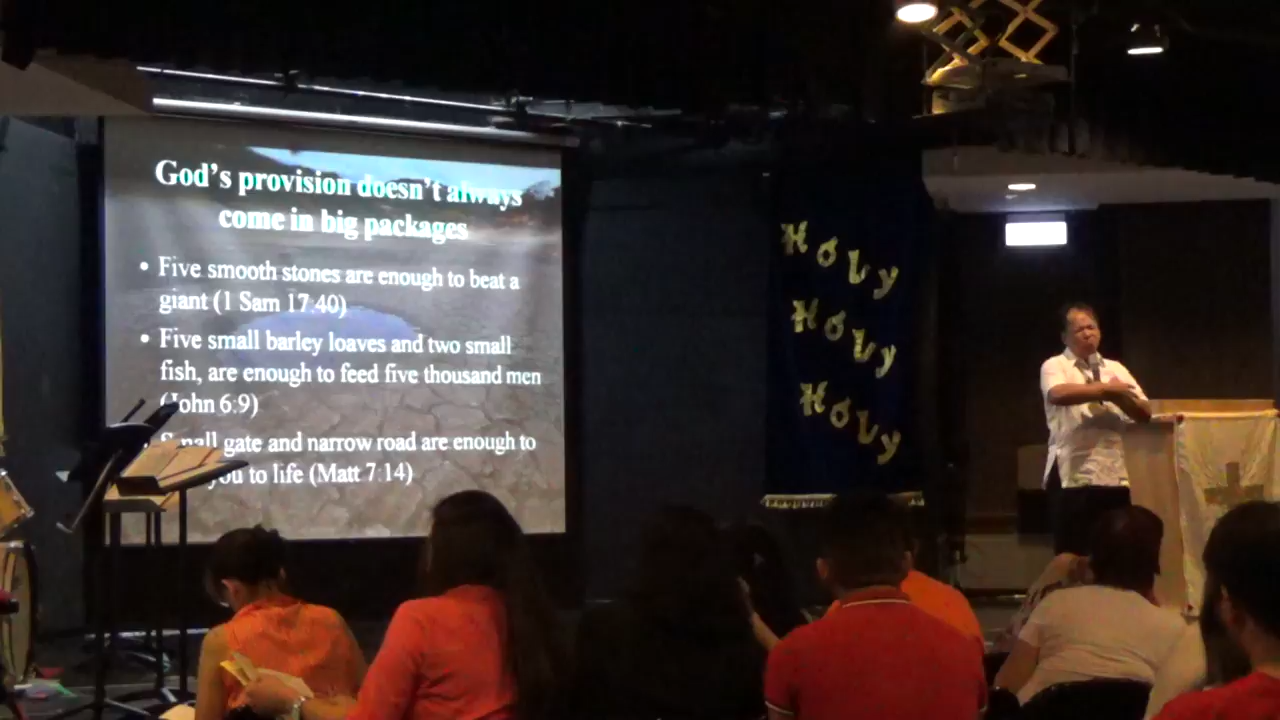 God's provision doesn't always
come in big packages
• Five smooth stones are enough to beat a
giant (1 Sam 17:40)
• Five small barley loaves and two small
fish, are enough to feed five thousand men
(John 6:9)
• Small gate and narrow road are enough to
you to life (Matt 7:14)
Holy
Holy
Holy